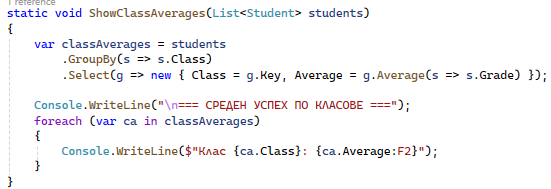 1 reference
static void ShowClassAverages(List<Student> students)
{
    var classAverages = students
        .GroupBy(s => s.Class)
        .Select(g => new { Class = g.Key, Average = g.Average(s => s.Grade) });

    Console.WriteLine("\n=== СРЕДЕН УСПЕХ ПО КЛАСОВЕ ===");
    foreach (var ca in classAverages)
    {
        Console.WriteLine($"Клас {ca.Class}: {ca.Average:F2}");
    }
}